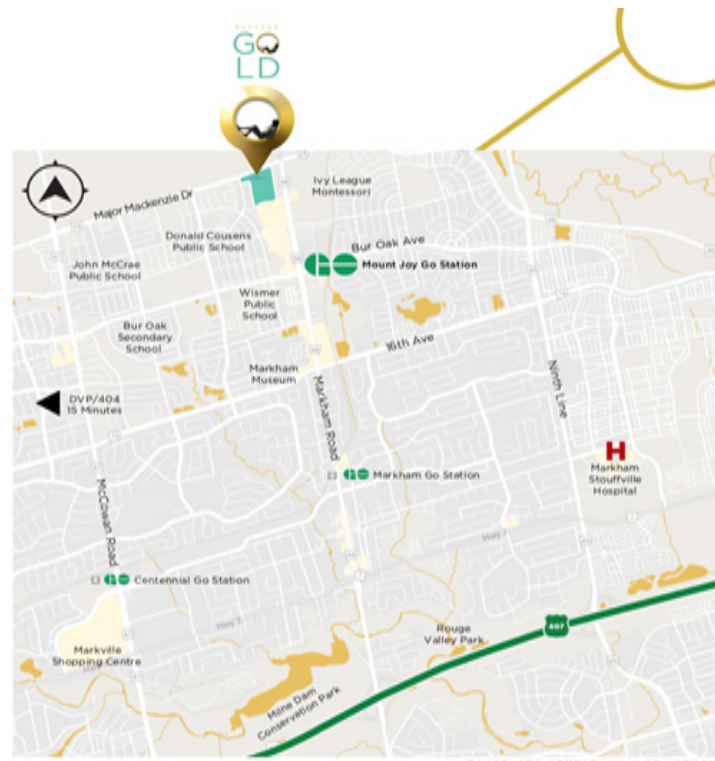 MARKHAM
GOLD
Major Mackenzie Dr
Ivy League
Montessori
Donald Cousens
Public School
Bur Oak Ave
John McCrae
Public School
Mount Joy Go Station
Wismer
Public
School
Bur Oak
Secondary
School
16th Ave
Markham
Museum
DVP/404
15 Minutes
Markham Road
Ninth Line
Markham Go Station
H
Markham
Stouffville
Hospital
McCowan Road
Hwy 7
Centennial Go Station
Hwy 7
407
Rouge
Valley Park
Markville
Shopping Centre
Milne Dam
Conservation Park